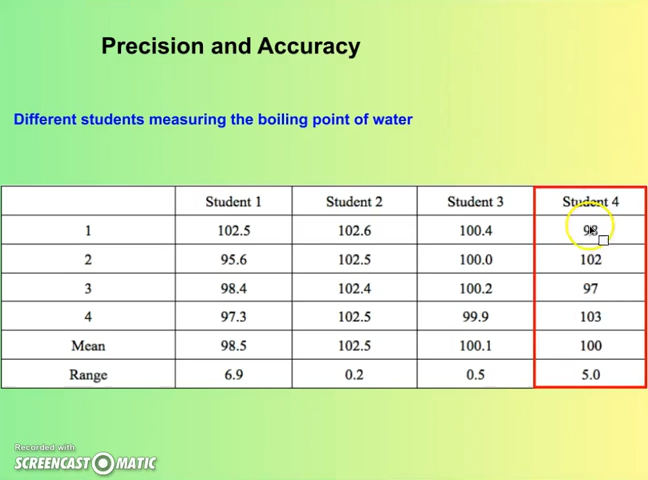 Precision and Accuracy
Different students measuring the boiling point of water
Student 1 Student 2 Student 3 Student 4
1 102.5 102.6 100.4 98
2 95.6 102.5 100.0 102
3 98.4 102.4 100.2 97
4 97.3 102.5 99.9 103
Mean 98.5 102.5 100.1 100
Range 6.9 0.2 0.5 5.0
Recorded with
SCREENCAST MATIC